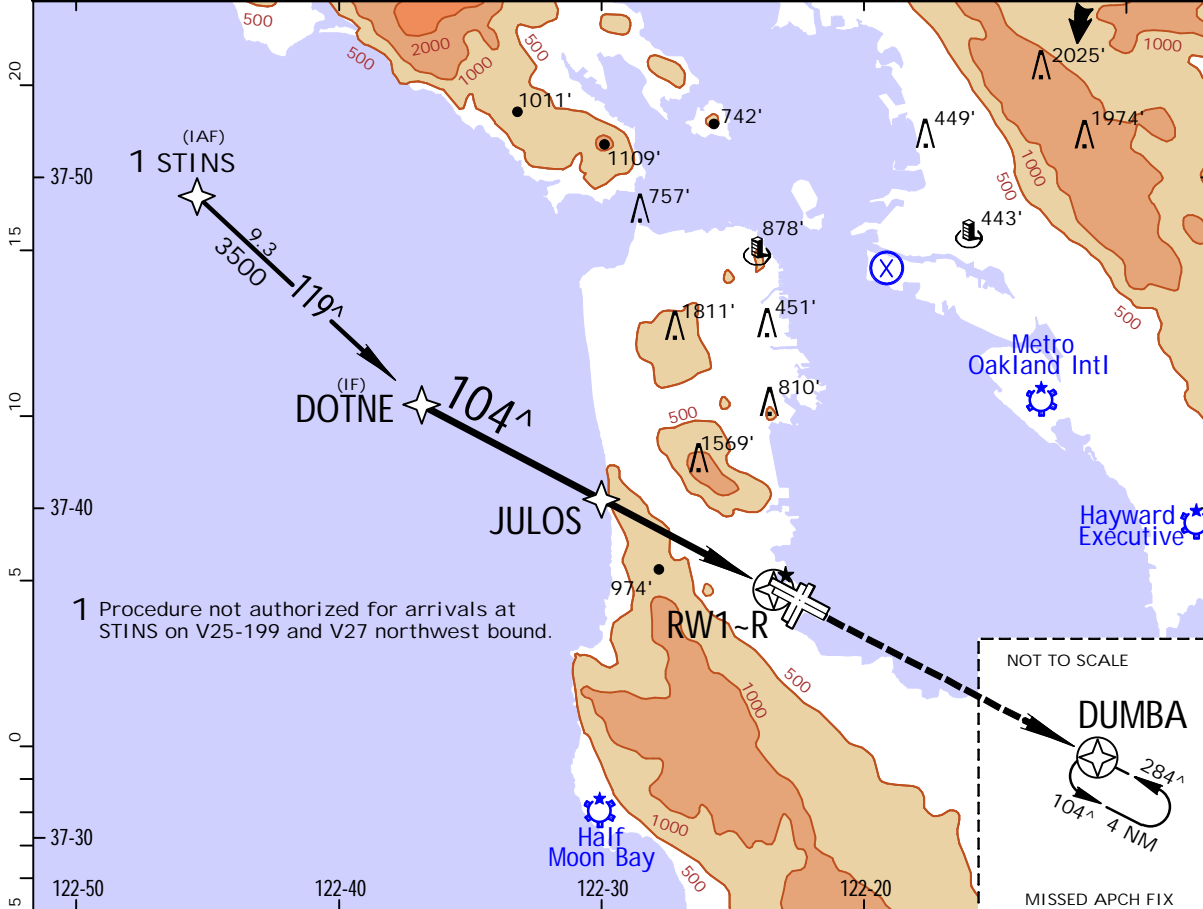 500
500
2000
1000
500
1011'
1109'
742'
757'
878'
449'
443'
2025'
1974'
1000
1000
500
500
20
15
10
5
0
5
37-50
37-40
37-30
(IAF)
1 STINS
9.3
3500
119^
(IF)
DOTNE
104^
1811'
451'
810'
500
1569'
Metro
Oakland Intl
Hayward
Executive
JULOS
974'
RW1~R
1 Procedure not authorized for arrivals at
STINS on V25-199 and V27 northwest bound.
500
1000
1000
500
Half
Moon Bay
NOT TO SCALE
DUMBA
284^
104^ 4 NM
MISSED APCH FIX
122-50
122-40
122-30
122-20